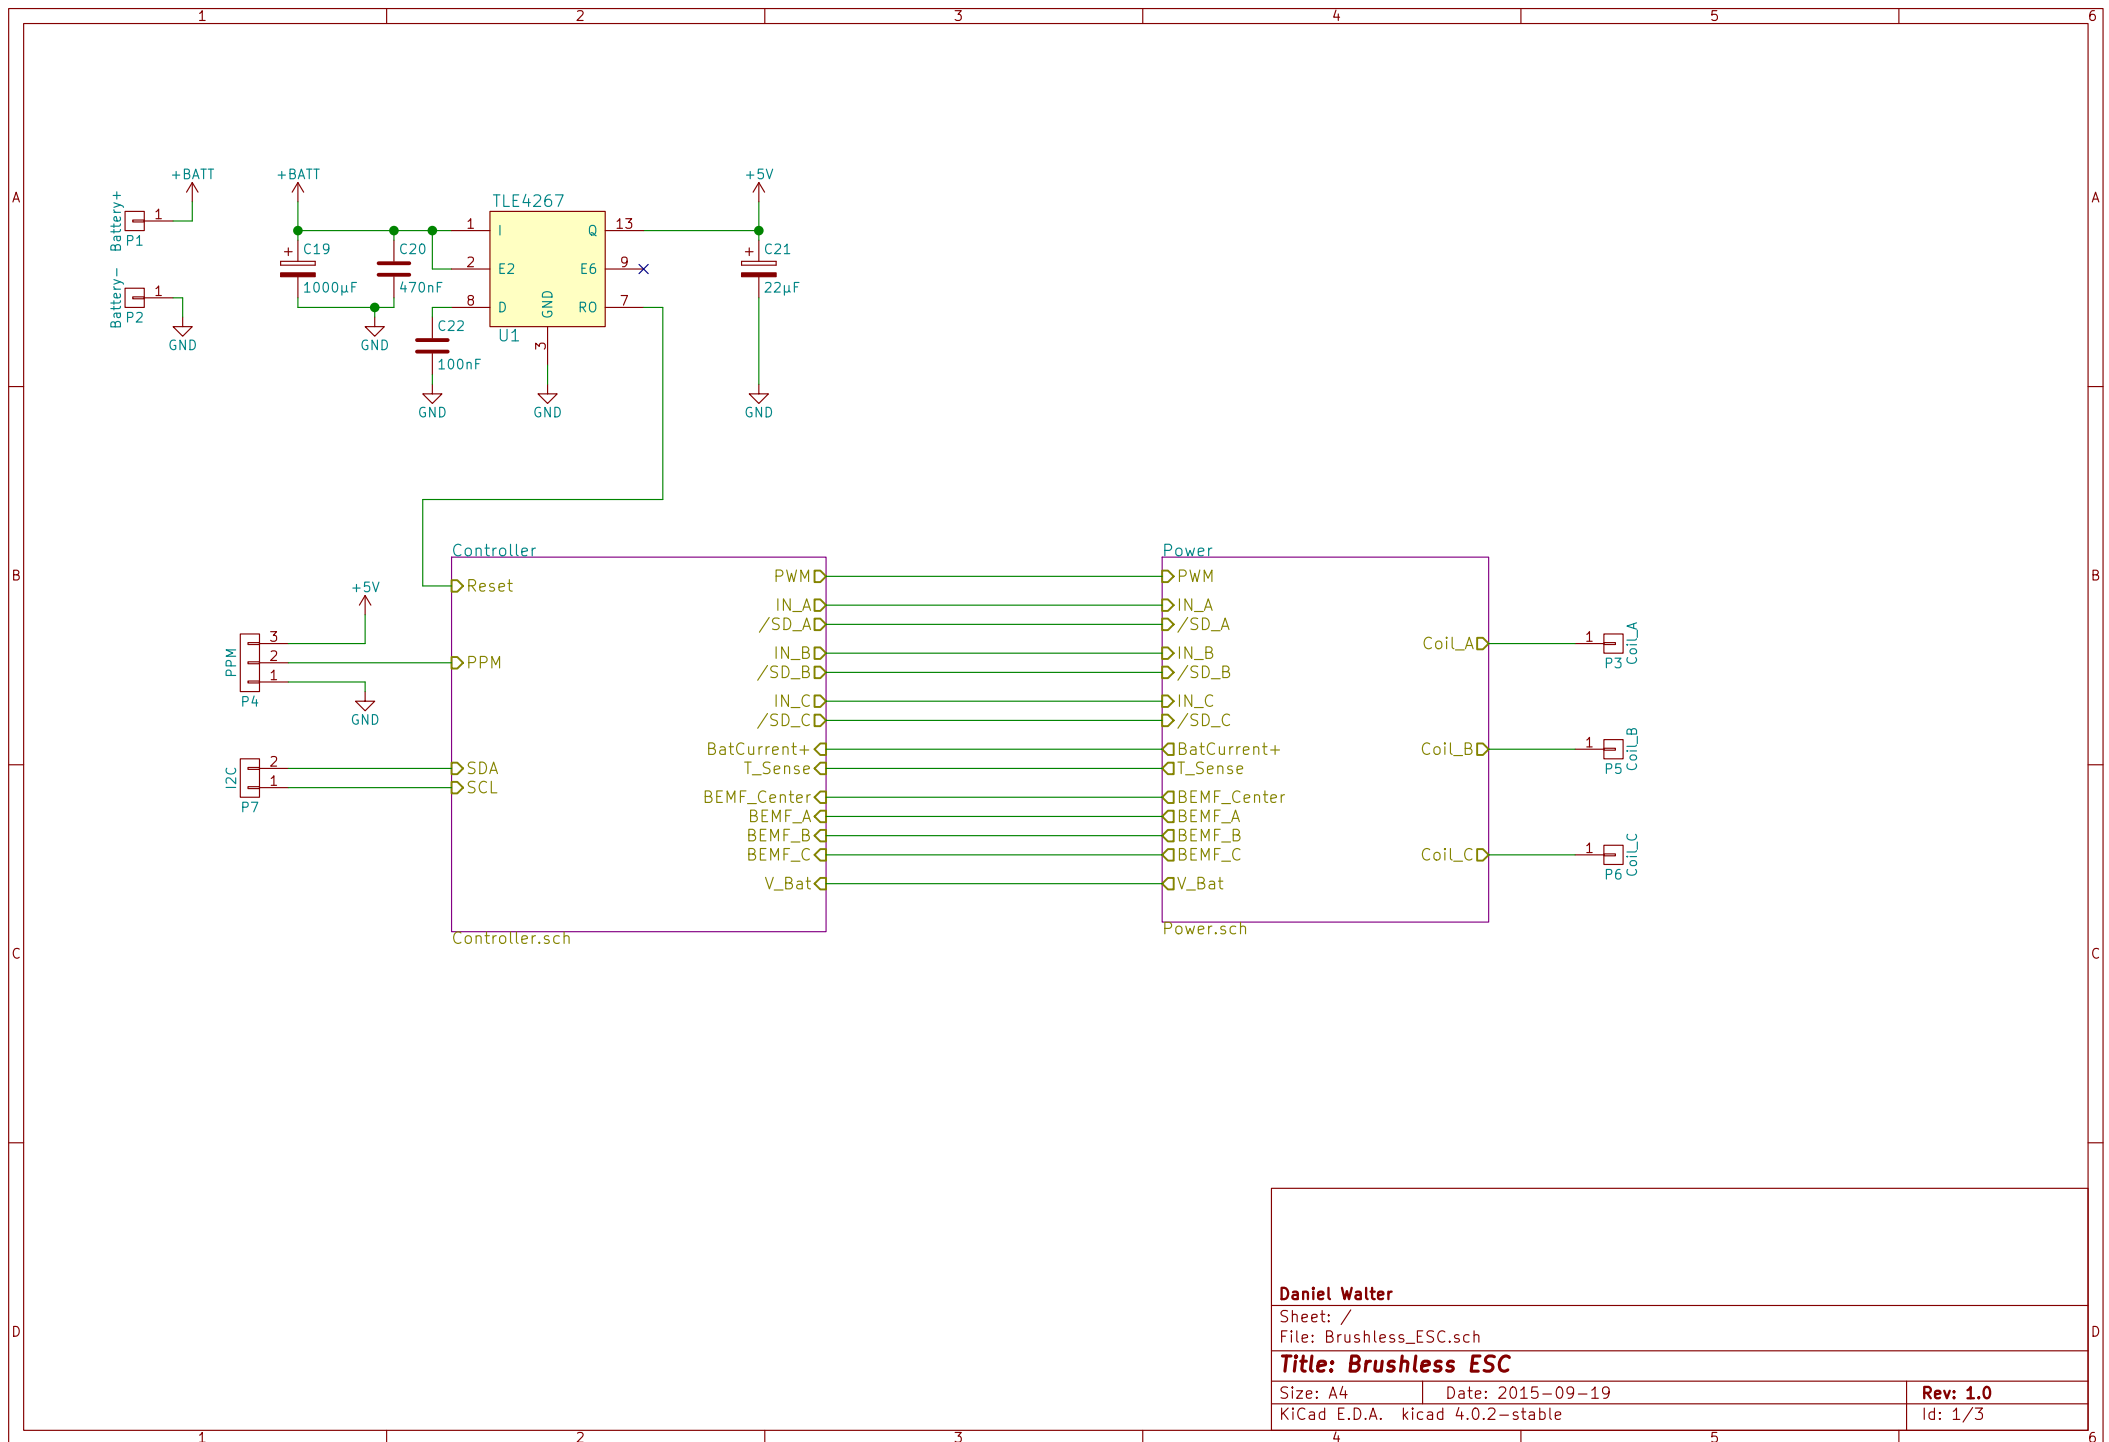 1 2 3 4 5 6
A A
+BATT +BATT +5V
Battery+ 1 P1
Battery- 1 P2
GND
TLE4267
1 I Q 13
2 E2 E6 9
8 D GND RO 7
U1 3
+ C19 1000µF
C20 470nF
GND
+ C21 22µF
C22 100nF
GND GND GND
B B
Controller Power
Reset PWM PWM
IN_A IN_A
/SD_A /SD_A
+5V
PPM 3 2 1 P4
GND
PPM
IN_B IN_B
/SD_B /SD_B
IN_C IN_C
/SD_C /SD_C
BatCurrent+ BatCurrent+
I2C 2 1 P7
SDA T_Sense T_Sense
SCL
BEMF_Center BEMF_Center
BEMF_A BEMF_A
BEMF_B BEMF_B
BEMF_C BEMF_C
V_Bat V_Bat
Coil_A 1 P3 Coil_A
Coil_B 1 P5 Coil_B
Coil_C 1 P6 Coil_C
Controller.sch Power.sch
C C
D D
Daniel Walter
Sheet: /
File: Brushless_ESC.sch
Title: Brushless ESC
Size: A4 Date: 2015-09-19 Rev: 1.0
KiCad E.D.A. kicad 4.0.2-stable Id: 1/3
1 2 3 4 5 6